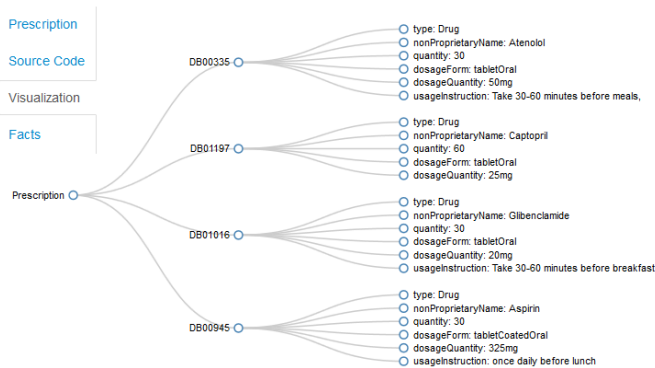 Prescription
Source Code
Visualization
Facts
Prescription
DB00335
type: Drug
nonProprietaryName: Atenolol
quantity: 30
dosageForm: tabletOral
dosageQuantity: 50mg
usageInstruction: Take 30-60 minutes before meals,
DB01197
type: Drug
nonProprietaryName: Captopril
quantity: 60
dosageForm: tabletOral
dosageQuantity: 25mg
DB01016
type: Drug
nonProprietaryName: Glibenclamide
quantity: 30
dosageForm: tabletOral
dosageQuantity: 20mg
usageInstruction: Take 30-60 minutes before breakfast
DB00945
type: Drug
nonProprietaryName: Aspirin
quantity: 30
dosageForm: tabletCoatedOral
dosageQuantity: 325mg
usageInstruction: once daily before lunch